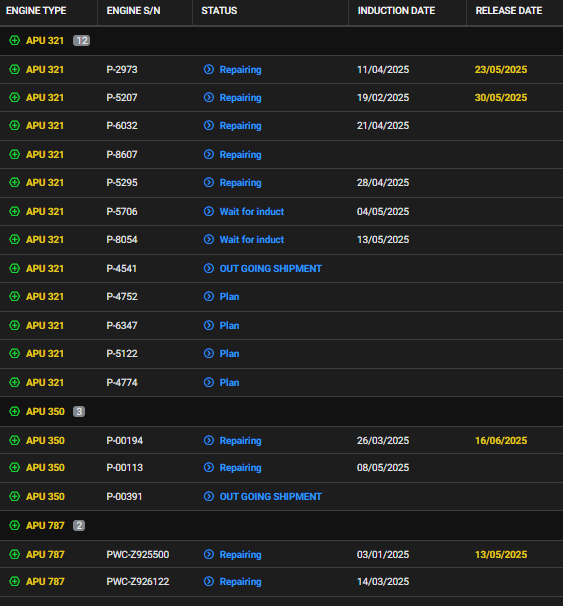 ENGINE TYPE ENGINE S/N STATUS INDUCTION DATE RELEASE DATE
APU 321 12
APU 321 P-2973 Repairing 11/04/2025 23/05/2025
APU 321 P-5207 Repairing 19/02/2025 30/05/2025
APU 321 P-6032 Repairing 21/04/2025
APU 321 P-8607 Repairing
APU 321 P-5295 Repairing 28/04/2025
APU 321 P-5706 Wait for induct 04/05/2025
APU 321 P-8054 Wait for induct 13/05/2025
APU 321 P-4541 OUT GOING SHIPMENT
APU 321 P-4752 Plan
APU 321 P-6347 Plan
APU 321 P-5122 Plan
APU 321 P-4774 Plan
APU 350 3
APU 350 P-00194 Repairing 26/03/2025 16/06/2025
APU 350 P-00113 Repairing 08/05/2025
APU 350 P-00391 OUT GOING SHIPMENT
APU 787 2
APU 787 PWC-Z925500 Repairing 03/01/2025 13/05/2025
APU 787 PWC-Z926122 Repairing 14/03/2025